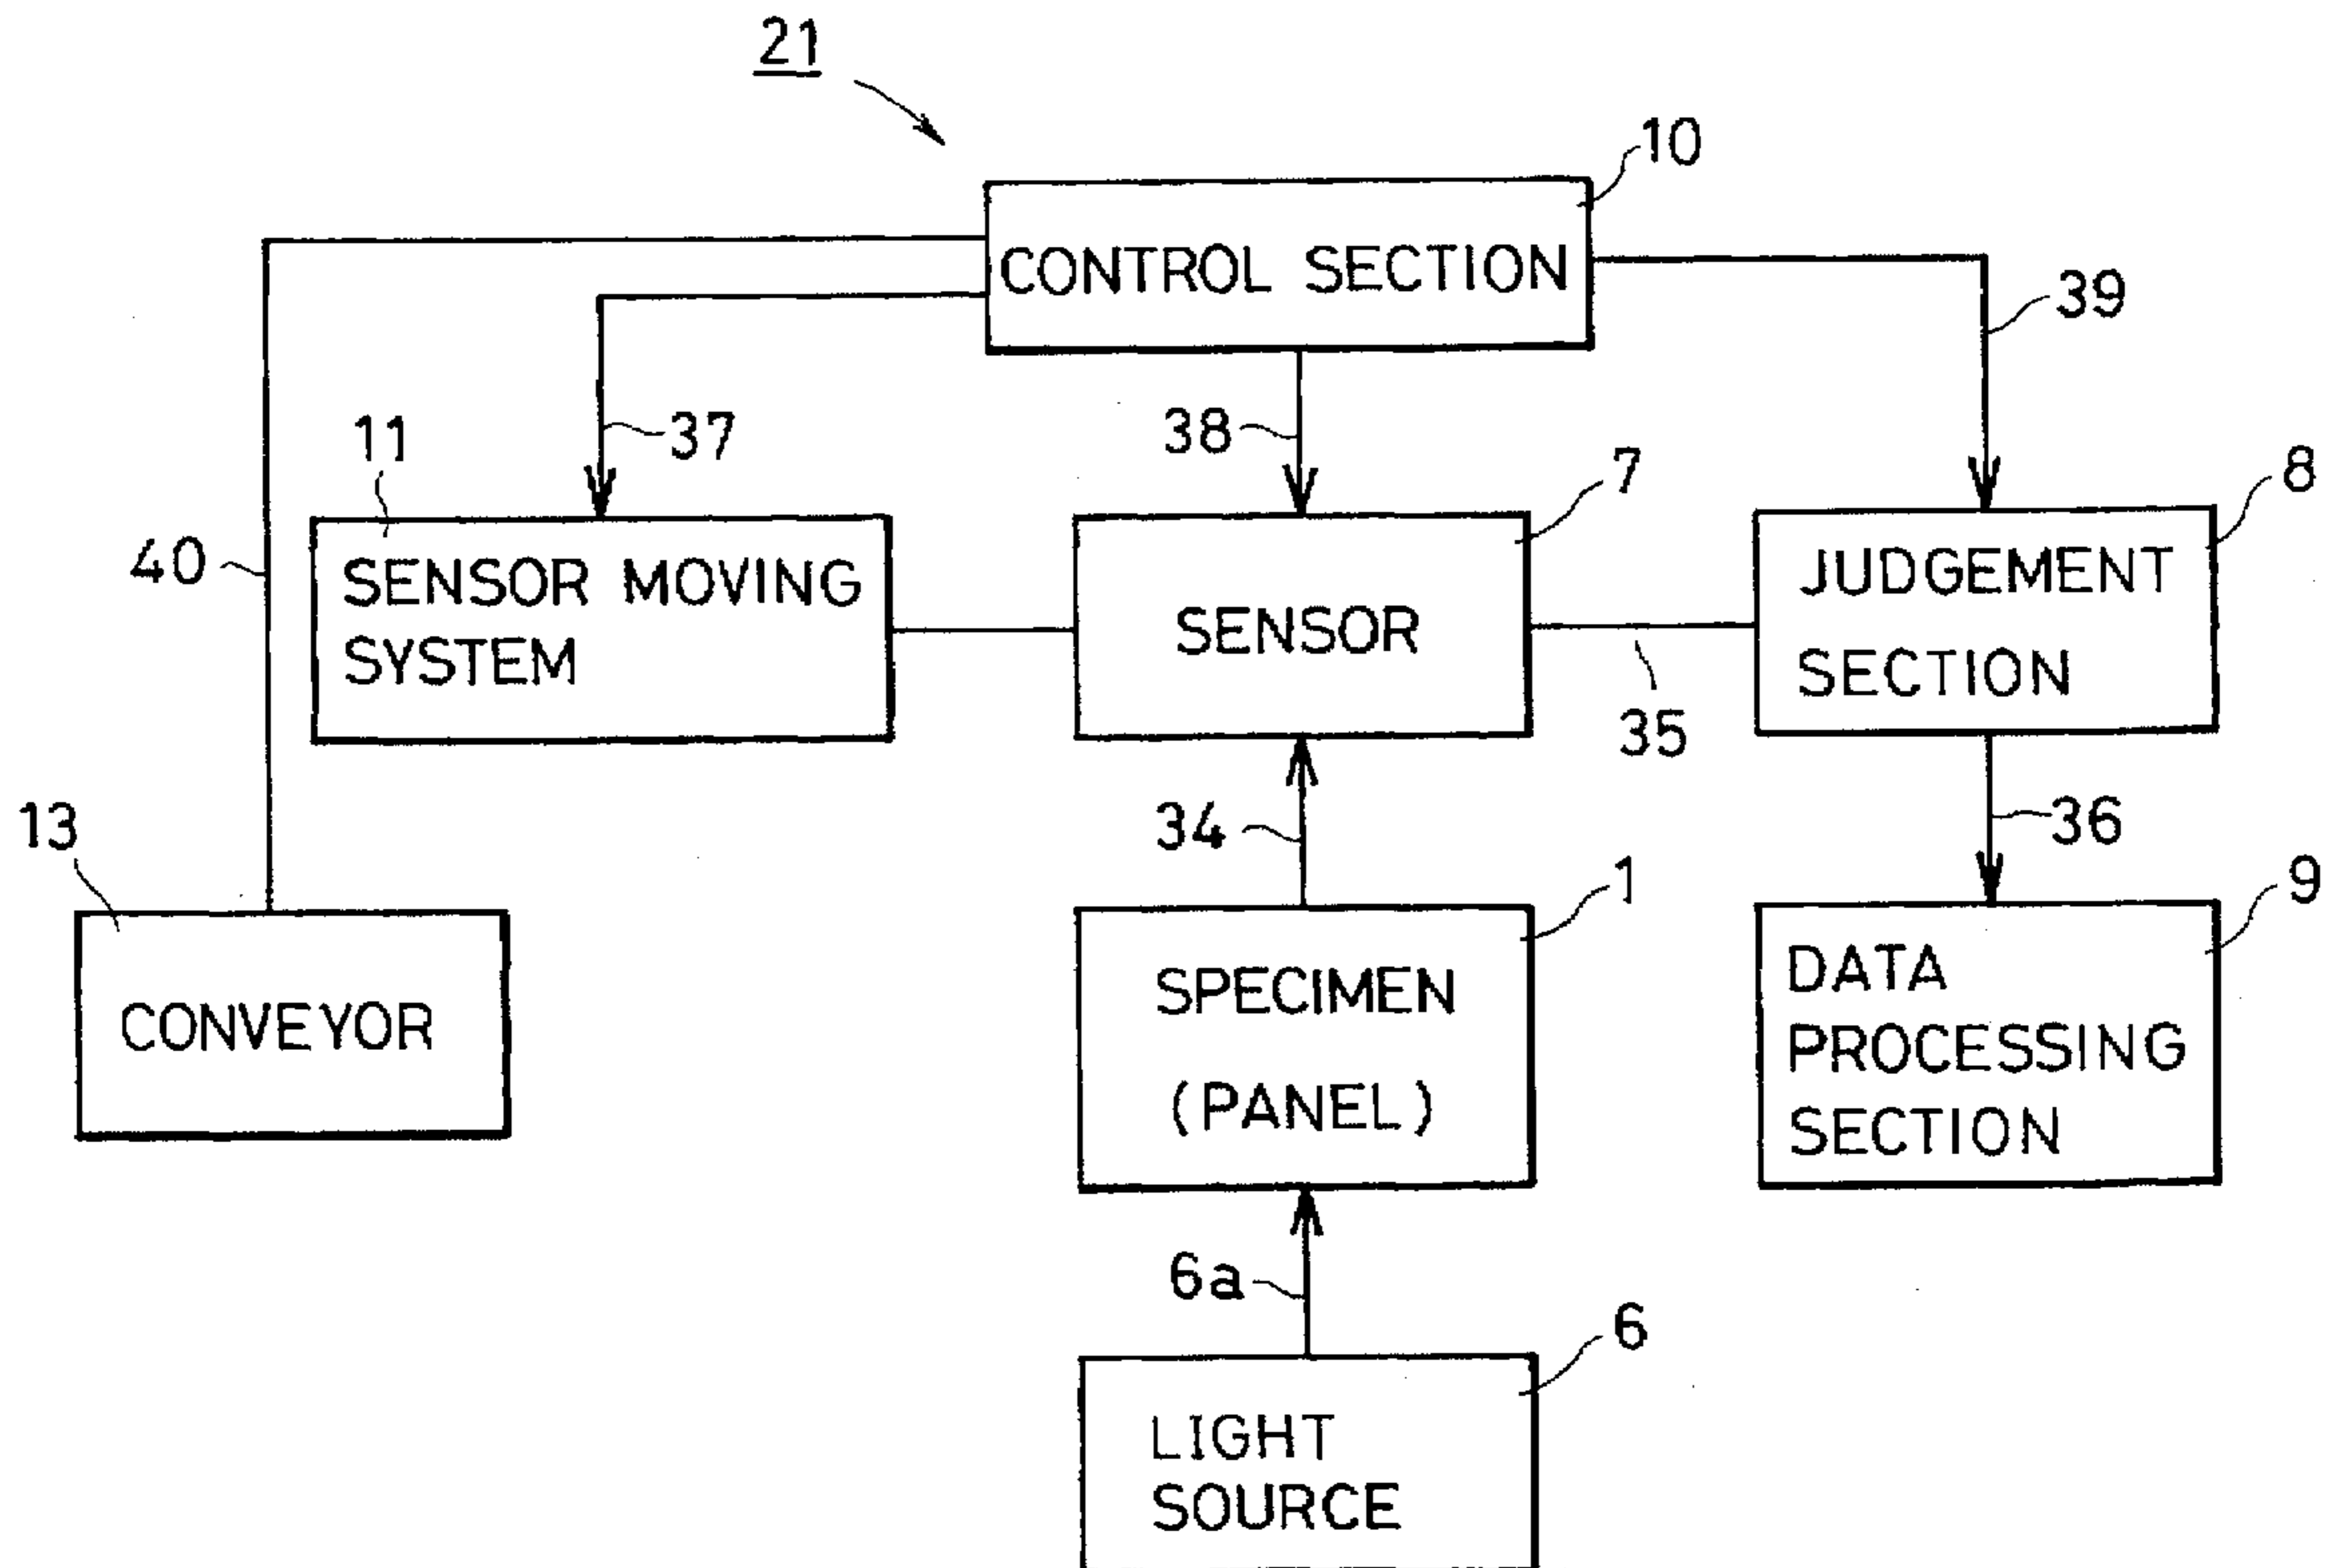 21
10
CONTROL SECTION
39
11
37
38
7
8
40
SENSOR MOVING
SYSTEM
SENSOR
JUDGEMENT
SECTION
35
13
34
36
1
9
CONVEYOR
SPECIMEN
(PANEL)
DATA
PROCESSING
SECTION
6a
6
LIGHT
SOURCE